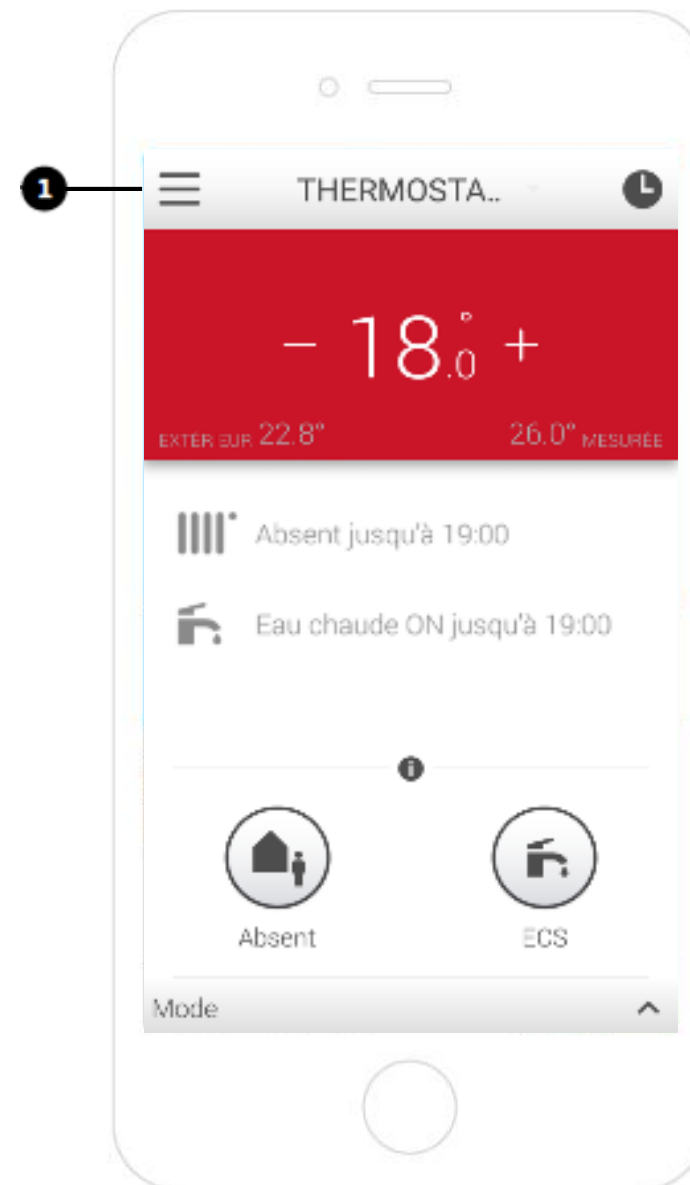 1
THERMOSTA..
− 18.0° +
EXTÉRIEUR 22.8° 26.0° MESURÉE
Absent jusqu'à 19:00
Eau chaude ON jusqu'à 19:00
i
Absent ECS
Mode